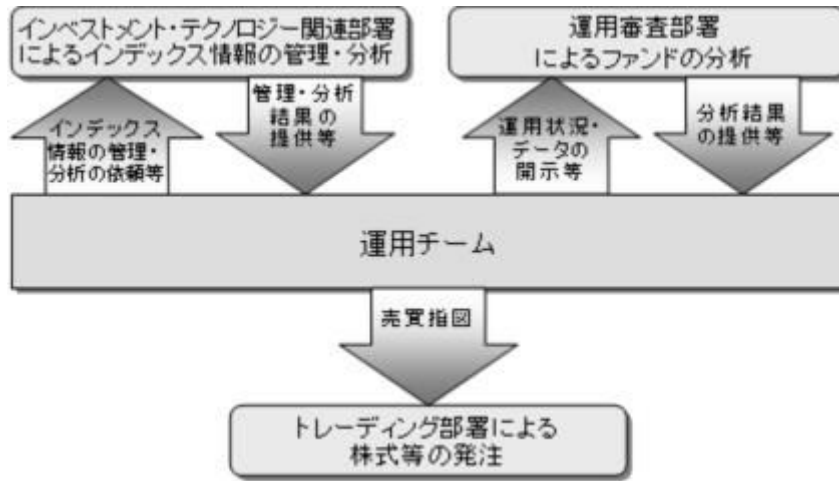 インベストメント・テクノロジー関連部署
によるインデックス情報の管理・分析
運用審査部署
によるファンドの分析
インデックス
情報の管理・
分析の依頼等
管理・分析
結果の
提供等
運用状況・
データの
開示等
分析結果
の提供等
運用チーム
売買指図
トレーディング部署による
株式等の発注